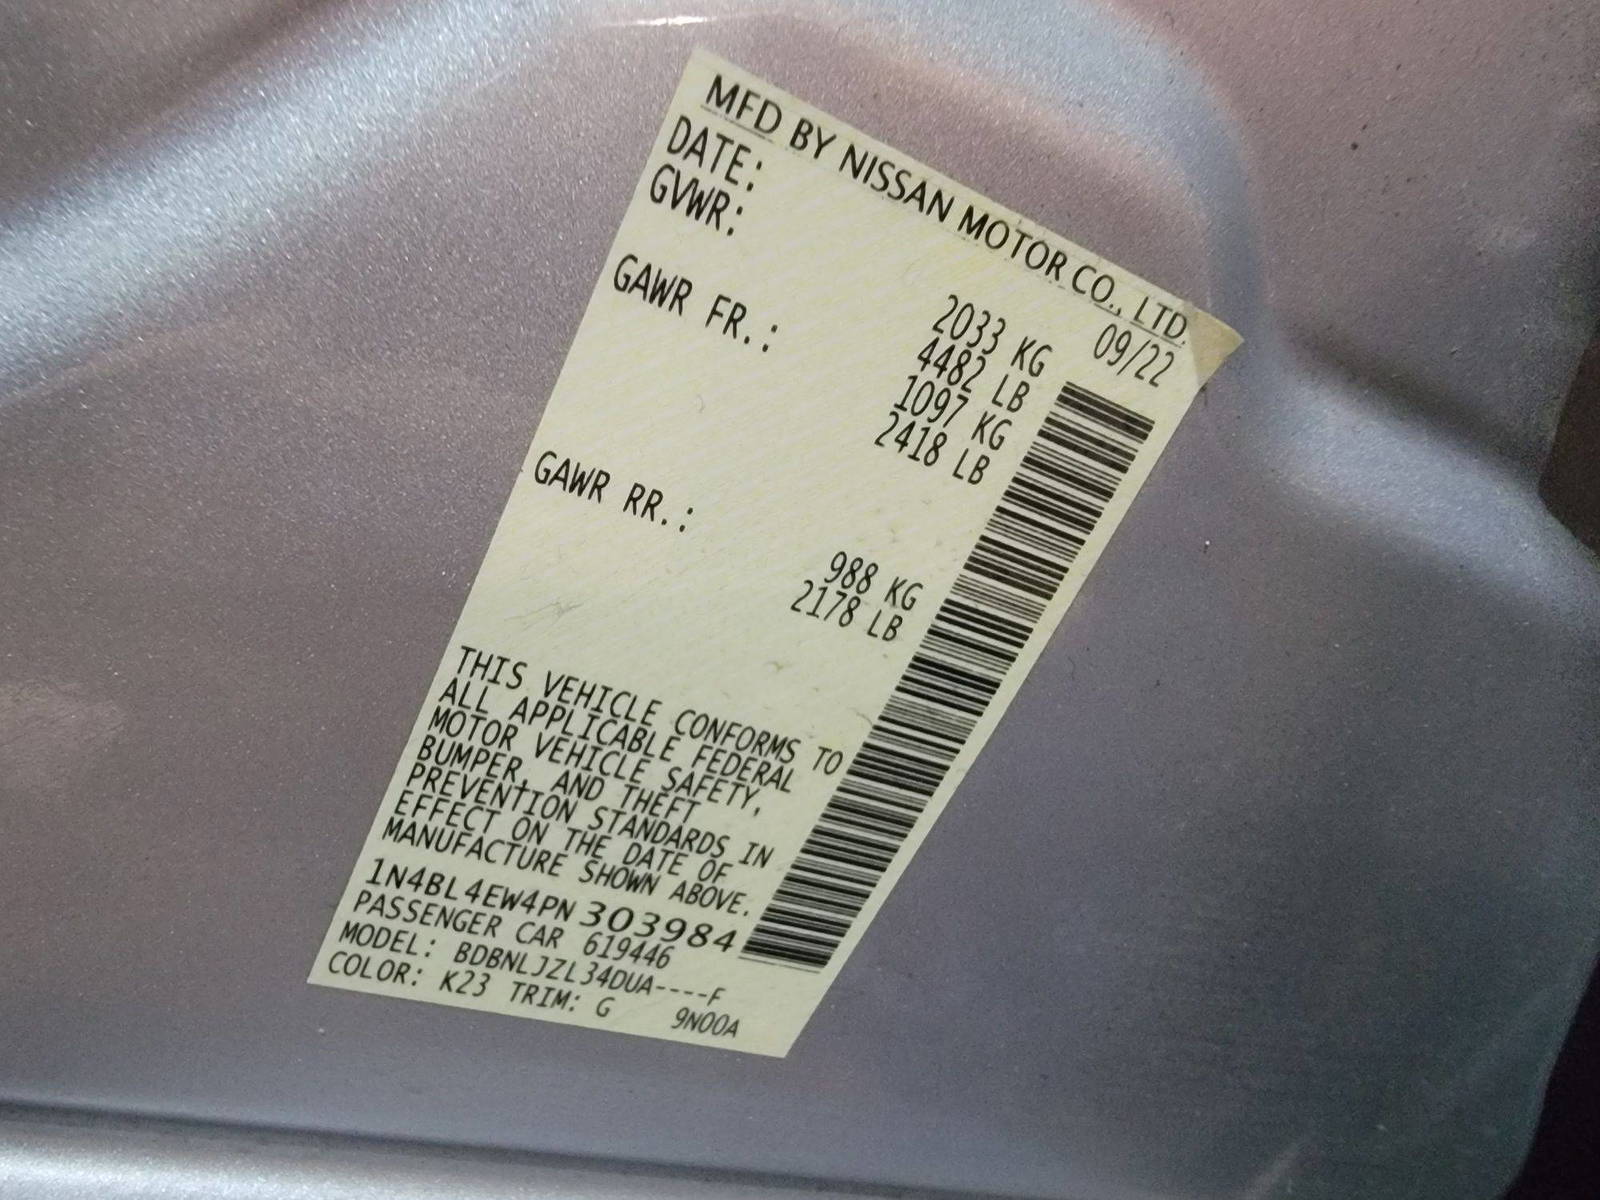 MFD BY NISSAN MOTOR CO., LTD.
DATE: 09/22
GVWR: 2033 KG
4482 LB
GAWR FR.: 1097 KG
2418 LB
GAWR RR.: 988 KG
2178 LB
THIS VEHICLE CONFORMS TO
ALL APPLICABLE FEDERAL
MOTOR VEHICLE SAFETY,
BUMPER, AND THEFT
PREVENTION STANDARDS IN
EFFECT ON THE DATE OF
MANUFACTURE SHOWN ABOVE.
1N4BL4EW4PN303984
PASSENGER CAR 619446
MODEL: BDBNLJZL34DUA----F
COLOR: K23 TRIM: G 9N00A